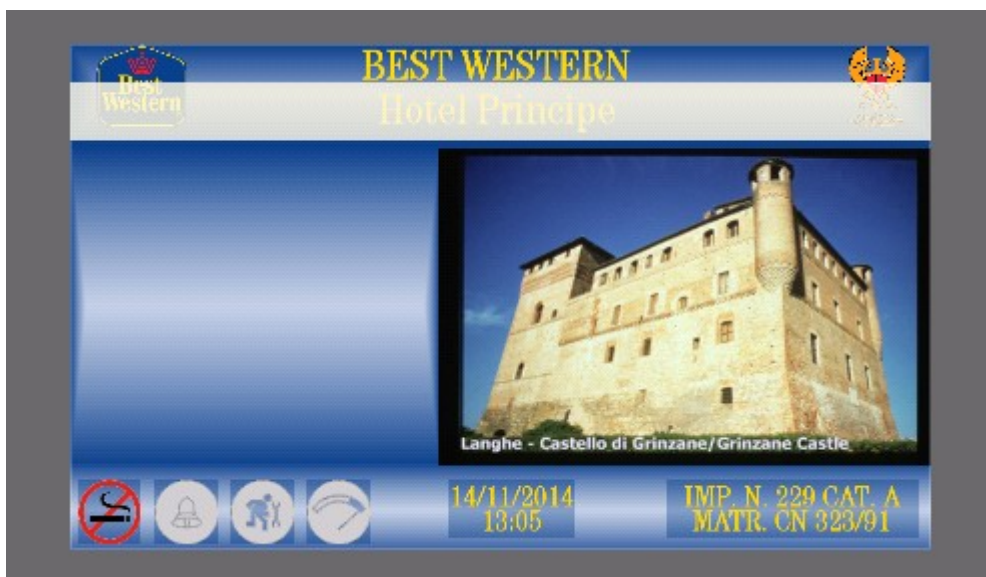 Best
Western
BEST WESTERN
Hotel Principe
Langhe - Castello di Grinzane/Grinzane Castle
14/11/2014
13:05
IMP. N. 229 CAT. A
MATR. CN 323/91